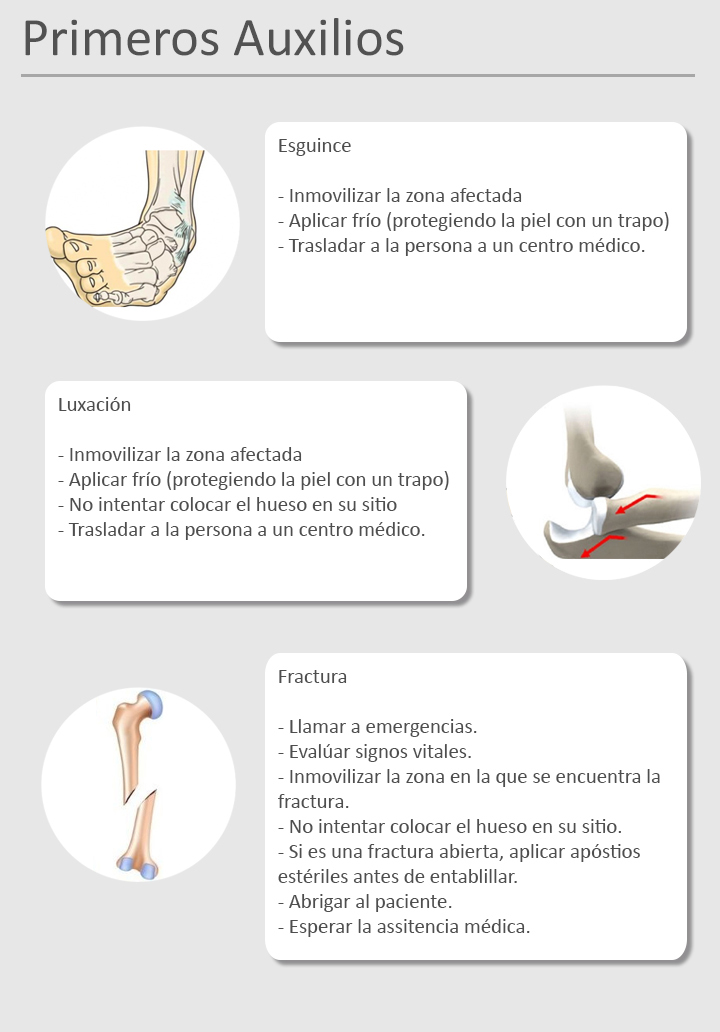 Primeros Auxilios
Esguince
- Inmovilizar la zona afectada
- Aplicar frío (protegiendo la piel con un trapo)
- Trasladar a la persona a un centro médico.
Luxación
- Inmovilizar la zona afectada
- Aplicar frío (protegiendo la piel con un trapo)
- No intentar colocar el hueso en su sitio
- Trasladar a la persona a un centro médico.
Fractura
- Llamar a emergencias.
- Evalúar signos vitales.
- Inmovilizar la zona en la que se encuentra la
fractura.
- No intentar colocar el hueso en su sitio.
- Si es una fractura abierta, aplicar apóstios
estériles antes de entablillar.
- Abrigar al paciente.
- Esperar la assitencia médica.